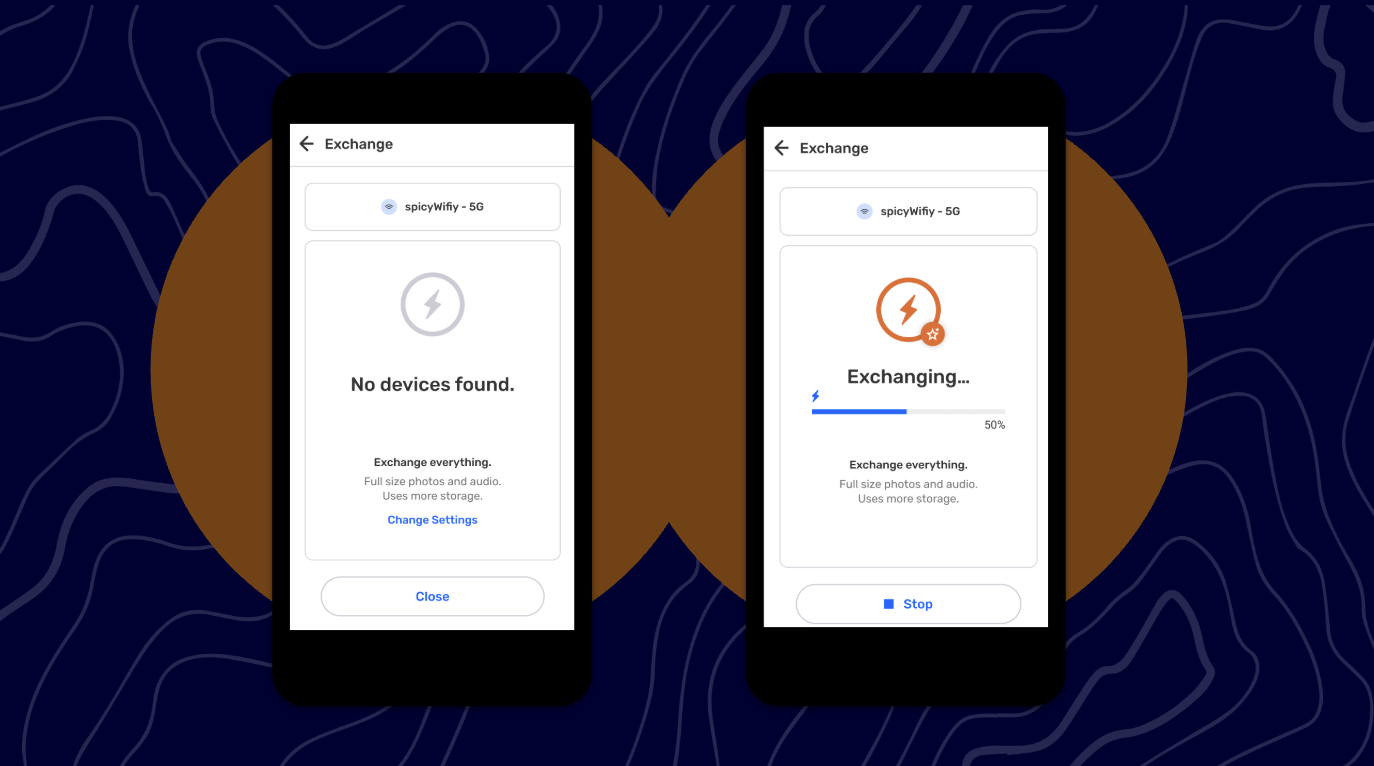 Exchange
spicyWifiy - 5G
No devices found.
Exchange everything.
Full size photos and audio.
Uses more storage.
Change Settings
Close
Exchange
spicyWifiy - 5G
Exchanging...
50%
Exchange everything.
Full size photos and audio.
Uses more storage.
Stop